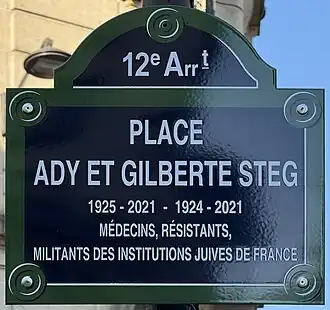 12e Arrt
PLACE
ADY ET GILBERTE STEG
1925 - 2021 - 1924 - 2021
MÉDECINS, RÉSISTANTS,
MILITANTS DES INSTITUTIONS JUIVES DE FRANCE